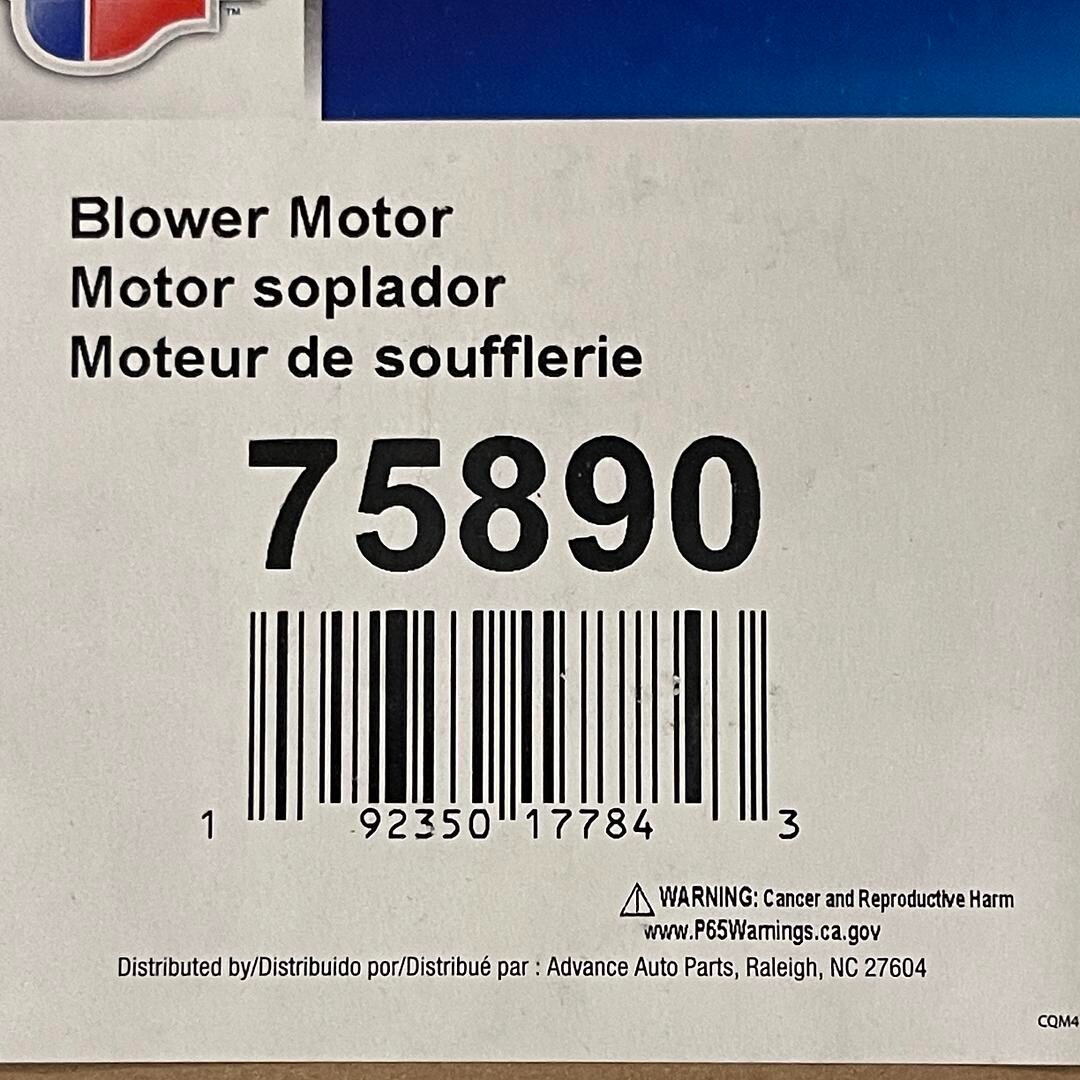 TM
Blower Motor
Motor soplador
Moteur de soufflerie
75890
1 92350 17784 3
WARNING: Cancer and Reproductive Harm
www.P65Warnings.ca.gov
Distributed by/Distribuido por/Distribué par : Advance Auto Parts, Raleigh, NC 27604
CQM4